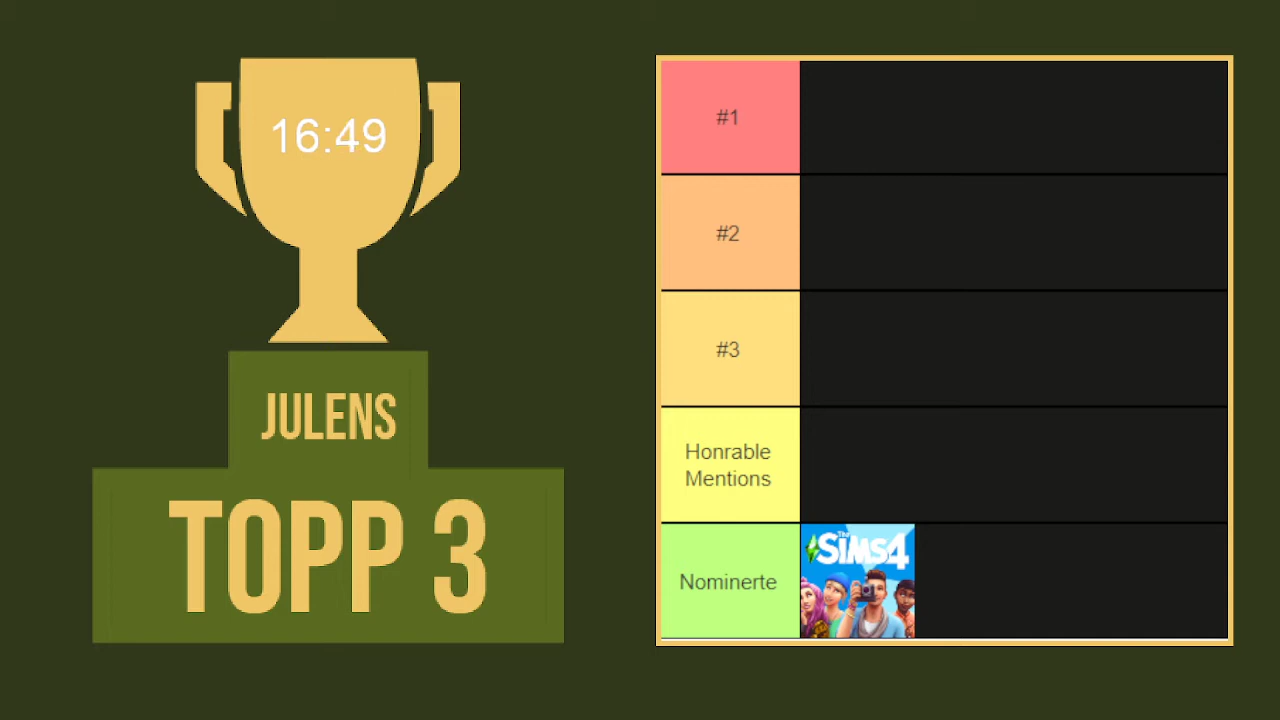 16:49
JULENS
TOPP 3
#1
#2
#3
Honrable
Mentions
Nominerte
The
SIMS4